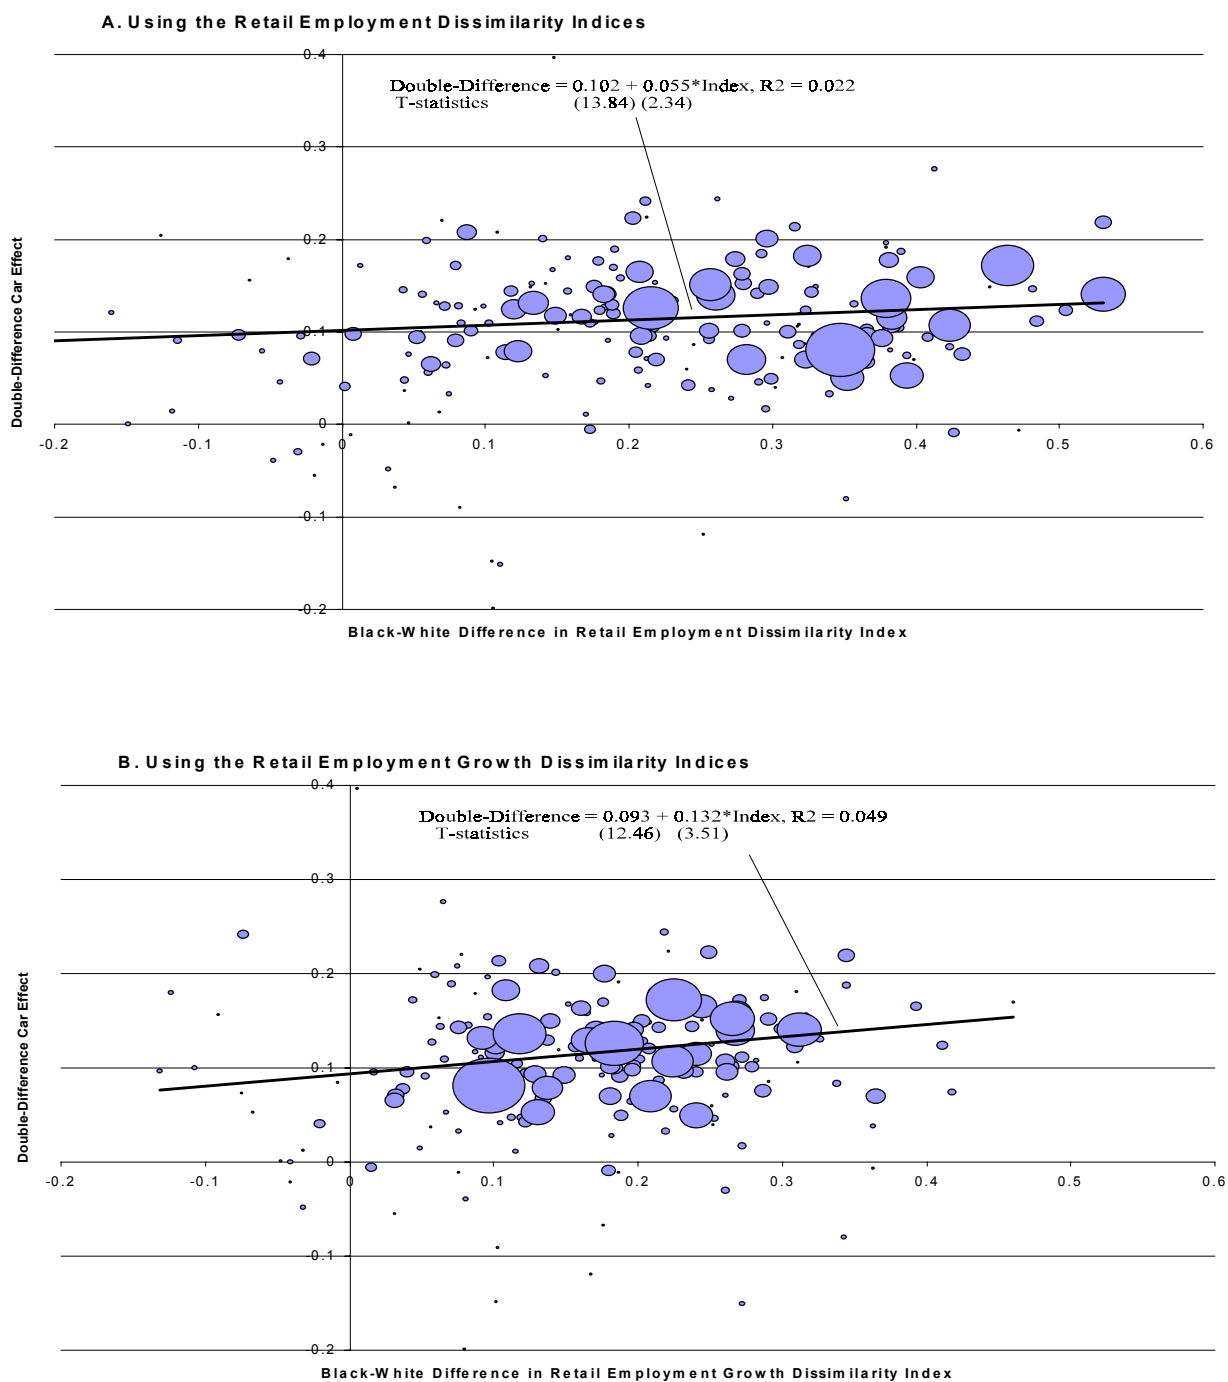 A. Using the Retail Employment Dissimilarity Indices
0.4
Double-Difference = 0.102 + 0.055*Index, R2 = 0.022
T-statistics (13.84) (2.34)
0.3
0.2
0.1
0
-0.1
-0.2
-0.2 -0.1 0 0.1 0.2 0.3 0.4 0.5 0.6
Double-Difference Car Effect
Black-White Difference in Retail Employment Dissimilarity Index
B. Using the Retail Employment Growth Dissimilarity Indices
0.4
Double-Difference = 0.093 + 0.132*Index, R2 = 0.049
T-statistics (12.46) (3.51)
0.3
0.2
0.1
0
-0.1
-0.2
-0.2 -0.1 0 0.1 0.2 0.3 0.4 0.5 0.6
Double-Difference Car Effect
Black-White Difference in Retail Employment Growth Dissimilarity Index